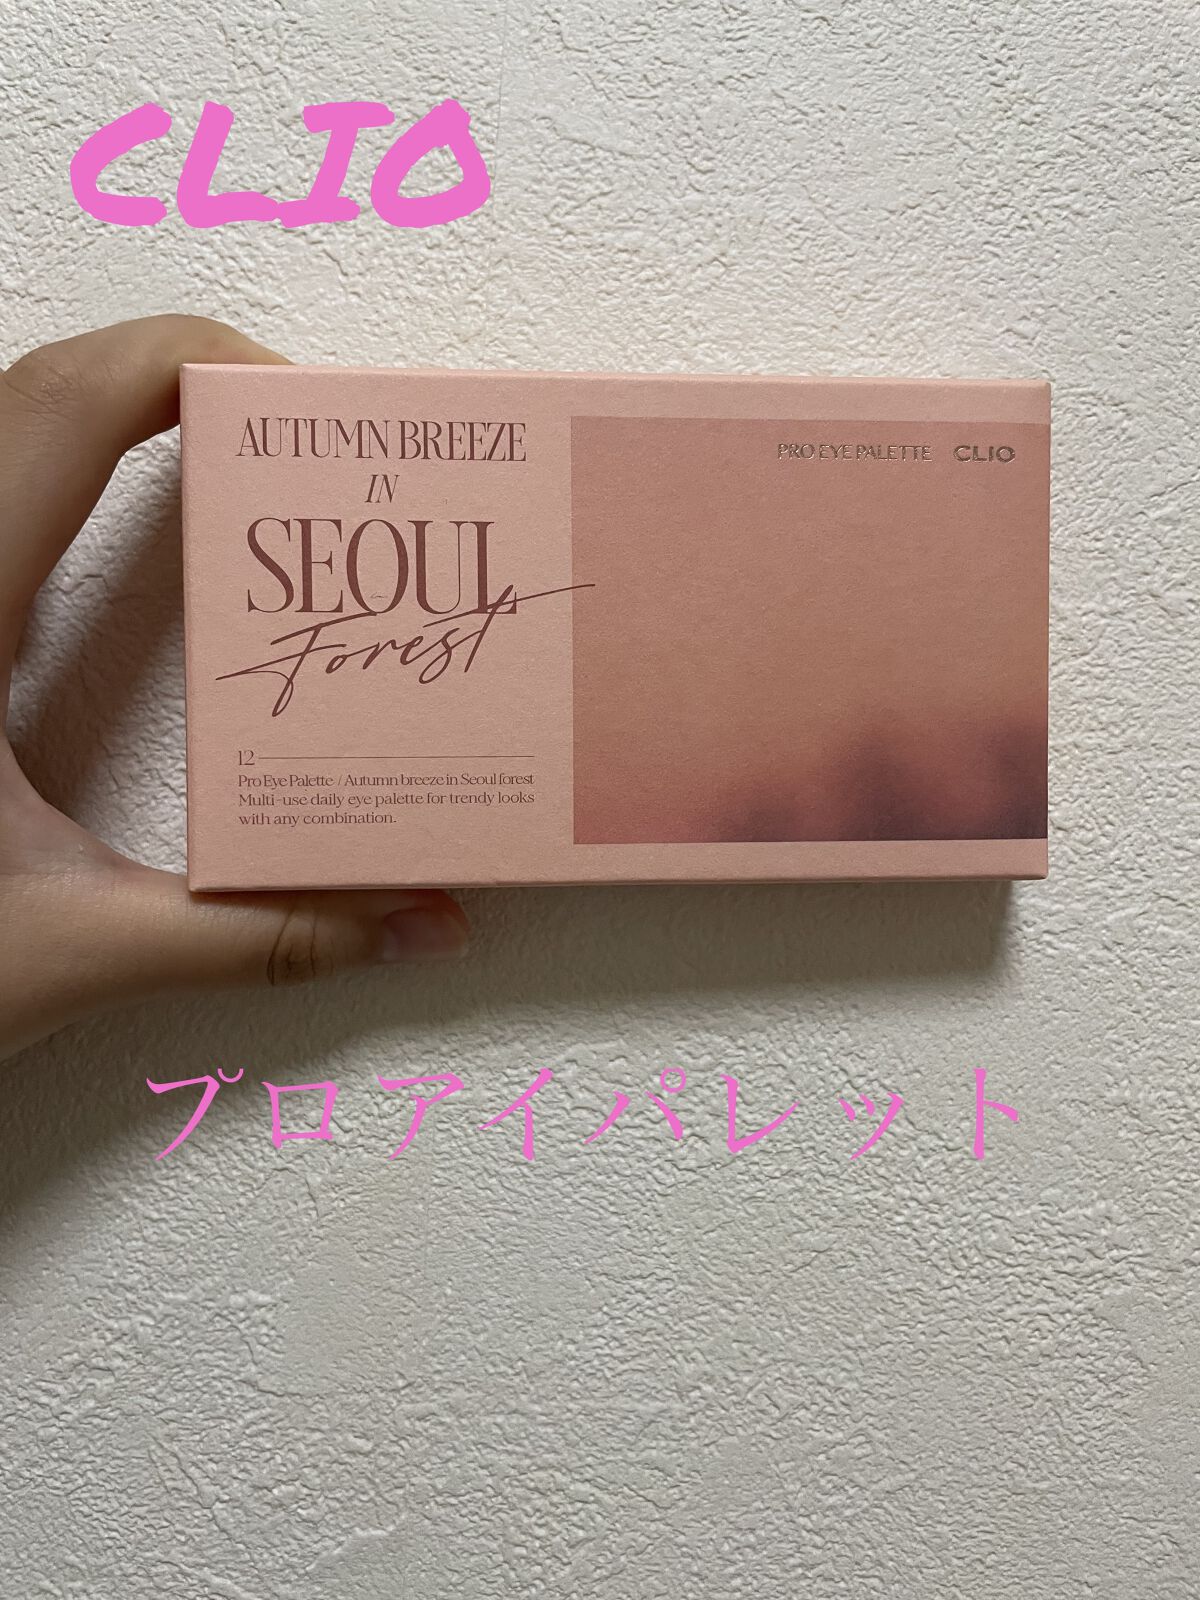 CLIO
AUTUMN BREEZE
IN
SEOUL
Forest
PRO EYE PALETTE CLIO
12
Pro Eye Palette / Autumn breeze in Seoul forest
Multi-use daily eye palette for trendy looks
with any combination.
プロアイパレット